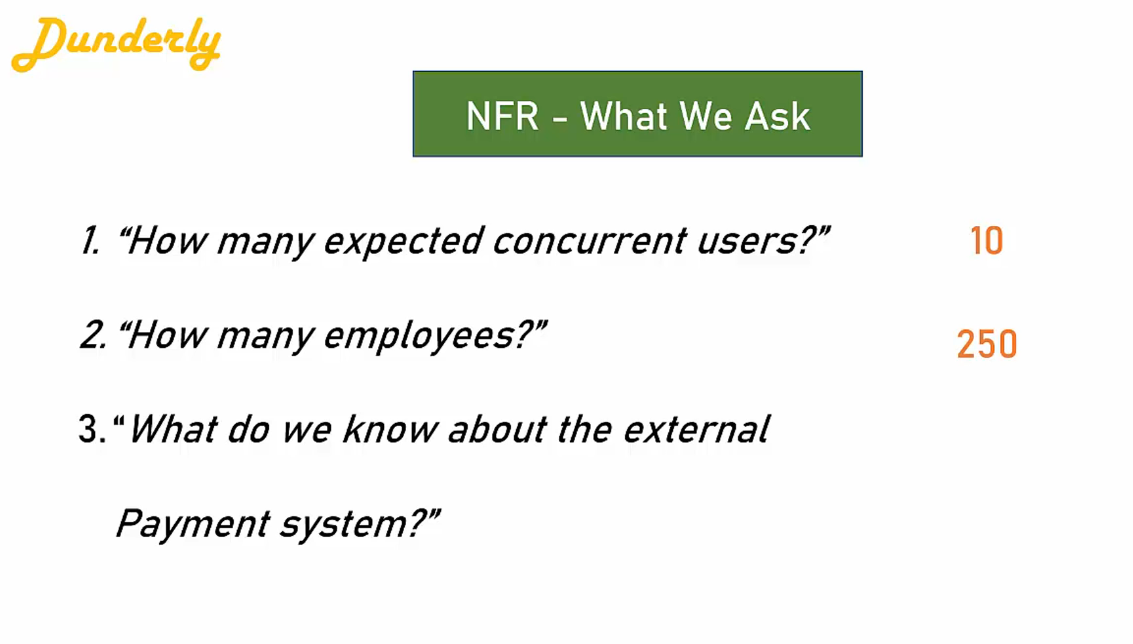 Dunderly
NFR - What We Ask
1. “How many expected concurrent users?” 10
2. “How many employees?” 250
3. “What do we know about the external
Payment system?”